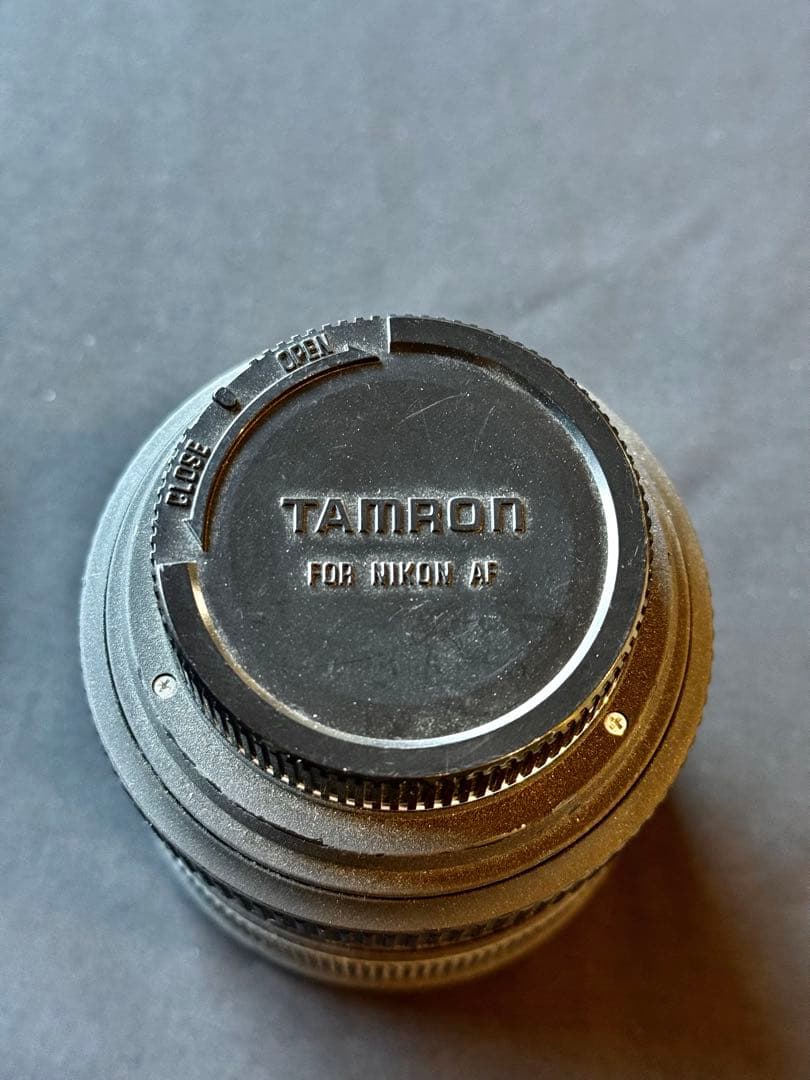 OPEN
CLOSE
TAMRON
FOR NIKON AF